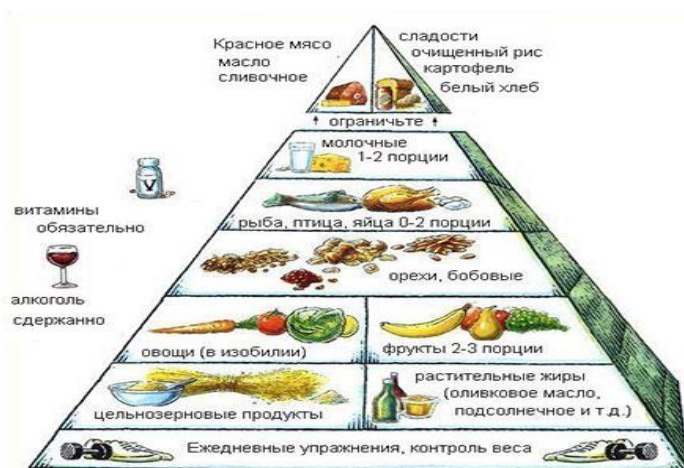 Красное мясо
масло
сливочное
сладости
очищенный рис
картофель
белый хлеб
ограничьте
молочные
1-2 порции
V
витамины
обязательно
рыба, птица, яйца 0-2 порции
орехи, бобовые
алкоголь
сдержанно
овощи (в изобилии)
фрукты 2-3 порции
цельнозерновые продукты
растительные жиры
(оливковое масло,
подсолнечное и т.д.)
Ежедневные упражнения, контроль веса